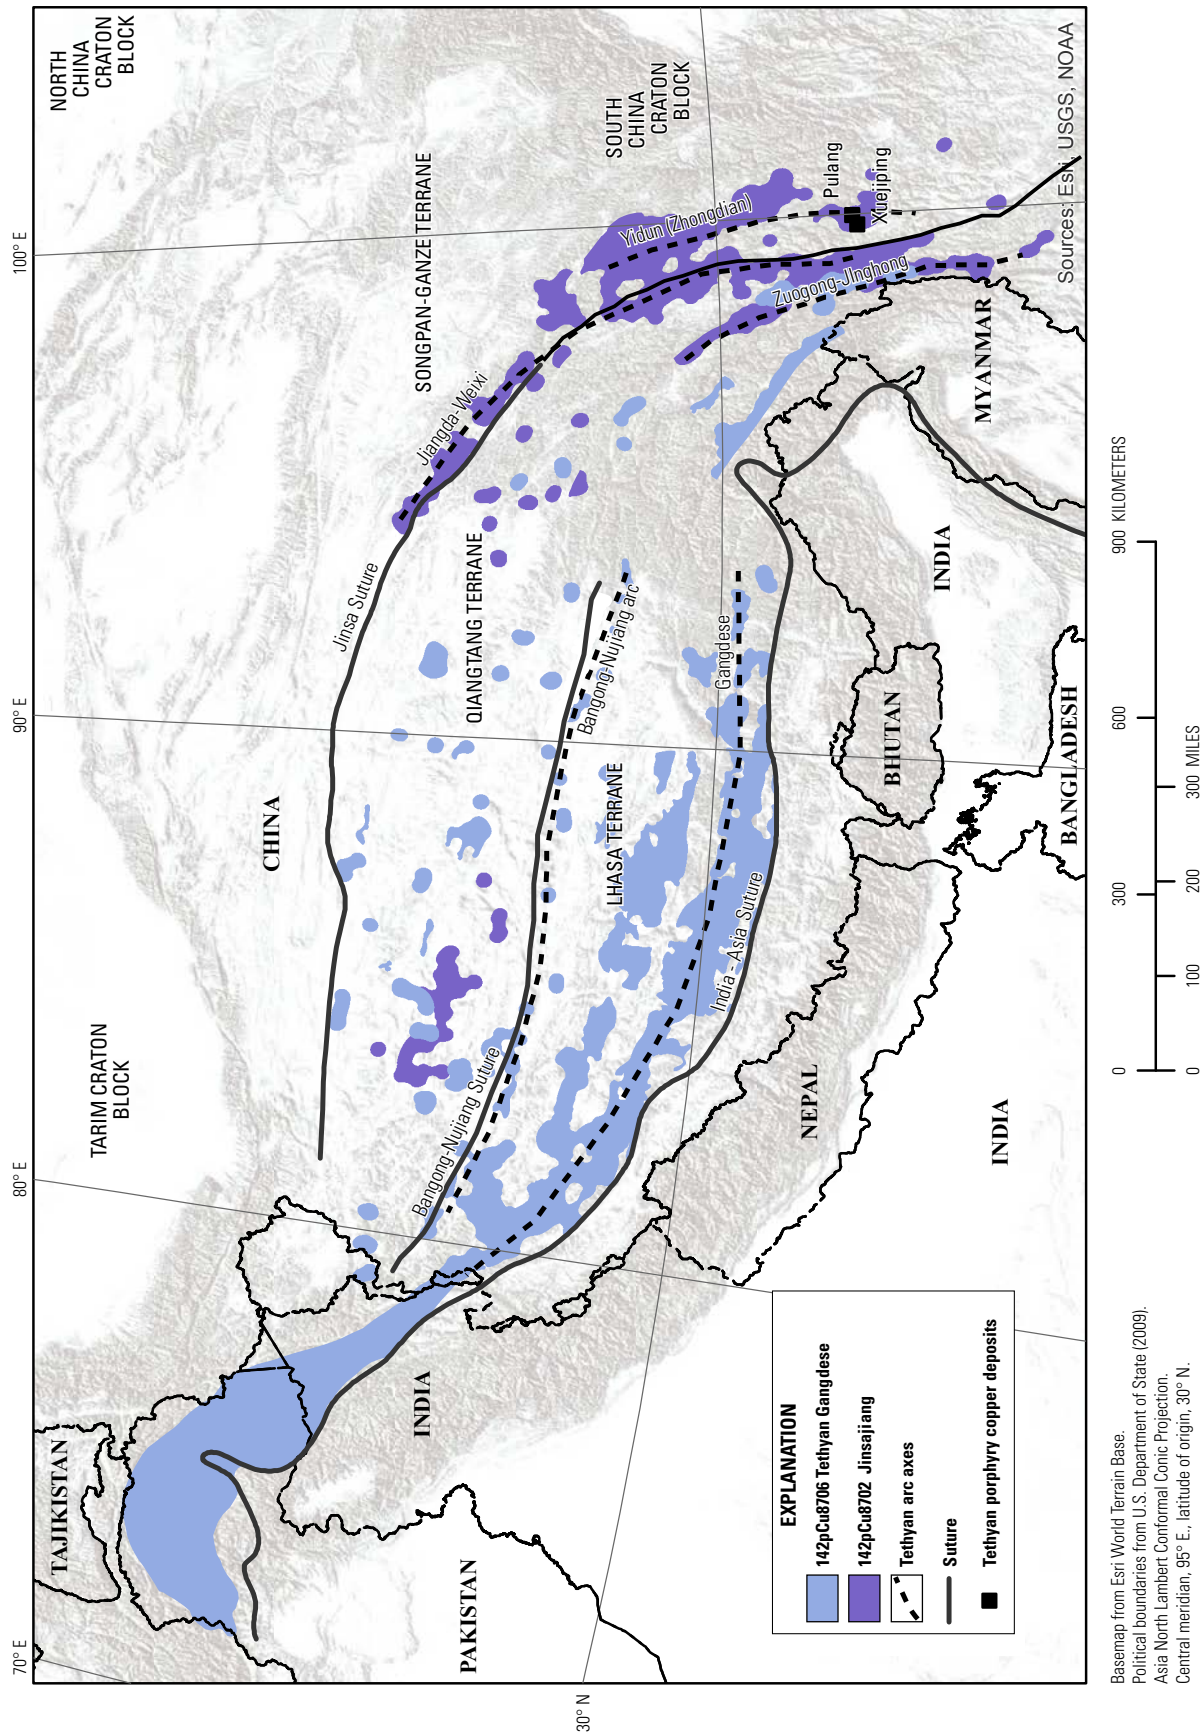 70° E
80° E
90° E
100° E
30° N
NORTH
CHINA
CRATON
BLOCK
TARIM CRATON
BLOCK
SONGPAN-GANZE TERRANE
SOUTH
CHINA
CRATON
BLOCK
TAJIKISTAN
CHINA
Jinsa Suture
Jiangda-Weixi
Yidun (Zhongdian)
Pulang
Xuejiping
Zuogong-JInghong
QIANGTANG TERRANE
Bangong-Nujiang Suture
Bangong-Nujiang arc
LHASA TERRANE
Gangdese
India - Asia Suture
PAKISTAN
INDIA
NEPAL
BHUTAN
INDIA
MYANMAR
INDIA
BANGLADESH
Sources: Esri, USGS, NOAA
EXPLANATION
142pCu8706 Tethyan Gangdese
142pCu8702 Jinsajiang
Tethyan arc axes
Suture
Tethyan porphyry copper deposits
0
300
600
900 KILOMETERS
0
100
200
300 MILES
Basemap from Esri World Terrain Base.
Political boundaries from U.S. Department of State (2009).
Asia North Lambert Conformal Conic Projection.
Central meridian, 95° E., latitude of origin, 30° N.